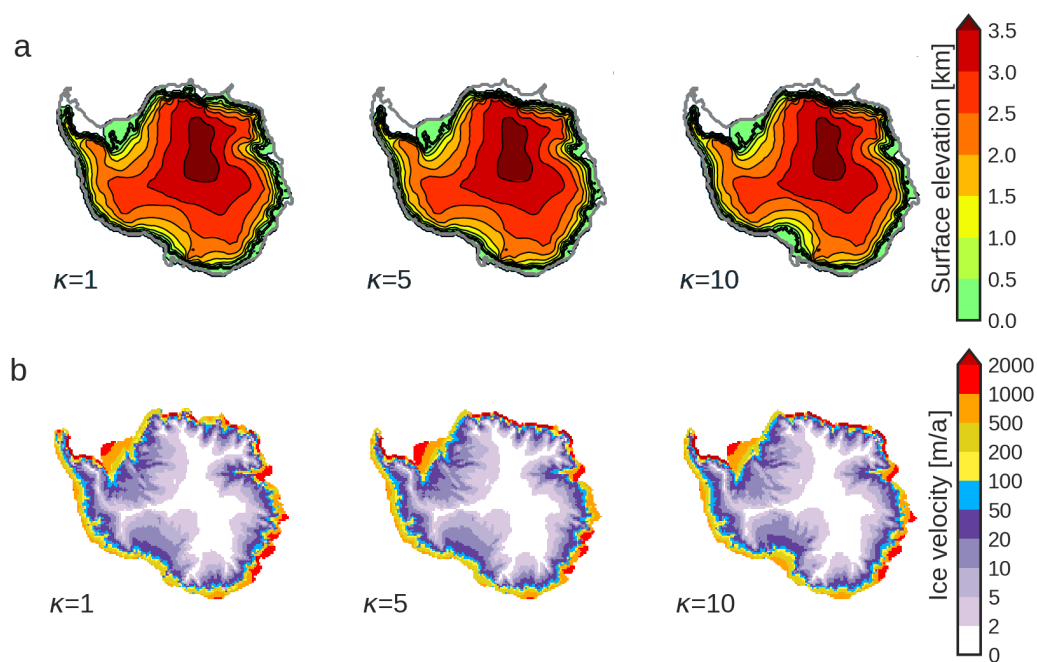 a
κ=1
κ=5
κ=10
Surface elevation [km]
3.5
3.0
2.5
2.0
1.5
1.0
0.5
0.0
b
κ=1
κ=5
κ=10
Ice velocity [m/a]
2000
1000
500
200
100
50
20
10
5
2
0